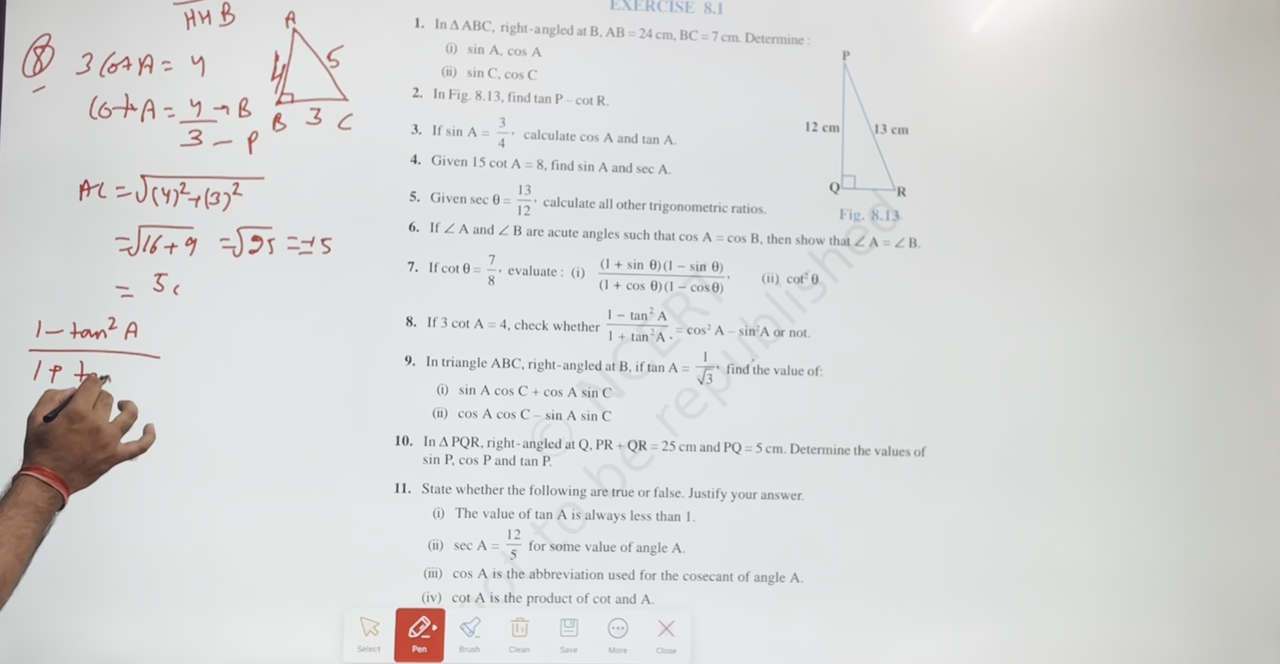 HH B
A
8
3 Cot A = 4
4
5
Cot A = 4 → B
3 - P
B 3 C
AC = √(4)²+(3)²
= √16+9 = √25 = ±5
= 5
1 - tan² A
1 + tan
EXERCISE 8.1
1. In Δ ABC, right-angled at B, AB = 24 cm, BC = 7 cm. Determine :
(i) sin A, cos A
(ii) sin C, cos C
2. In Fig. 8.13, find tan P – cot R.
3. If sin A = 3/4, calculate cos A and tan A.
4. Given 15 cot A = 8, find sin A and sec A.
5. Given sec θ = 13/12, calculate all other trigonometric ratios.
6. If ∠ A and ∠ B are acute angles such that cos A = cos B, then show that ∠ A = ∠ B.
7. If cot θ = 7/8, evaluate : (i) (1 + sin θ)(1 – sin θ)/(1 + cos θ)(1 – cos θ), (ii) cot² θ
8. If 3 cot A = 4, check whether 1 – tan² A/1 + tan² A = cos² A – sin² A or not.
9. In triangle ABC, right-angled at B, if tan A = 1/√3, find the value of:
(i) sin A cos C + cos A sin C
(ii) cos A cos C – sin A sin C
10. In Δ PQR, right-angled at Q, PR + QR = 25 cm and PQ = 5 cm. Determine the values of
sin P, cos P and tan P.
11. State whether the following are true or false. Justify your answer.
(i) The value of tan A is always less than 1.
(ii) sec A = 12/5 for some value of angle A.
(iii) cos A is the abbreviation used for the cosecant of angle A.
(iv) cot A is the product of cot and A.
P
12 cm
13 cm
Q
R
Fig. 8.13
© NCERT
not to be republished
Select
Pen
Brush
Clean
Save
More
Close